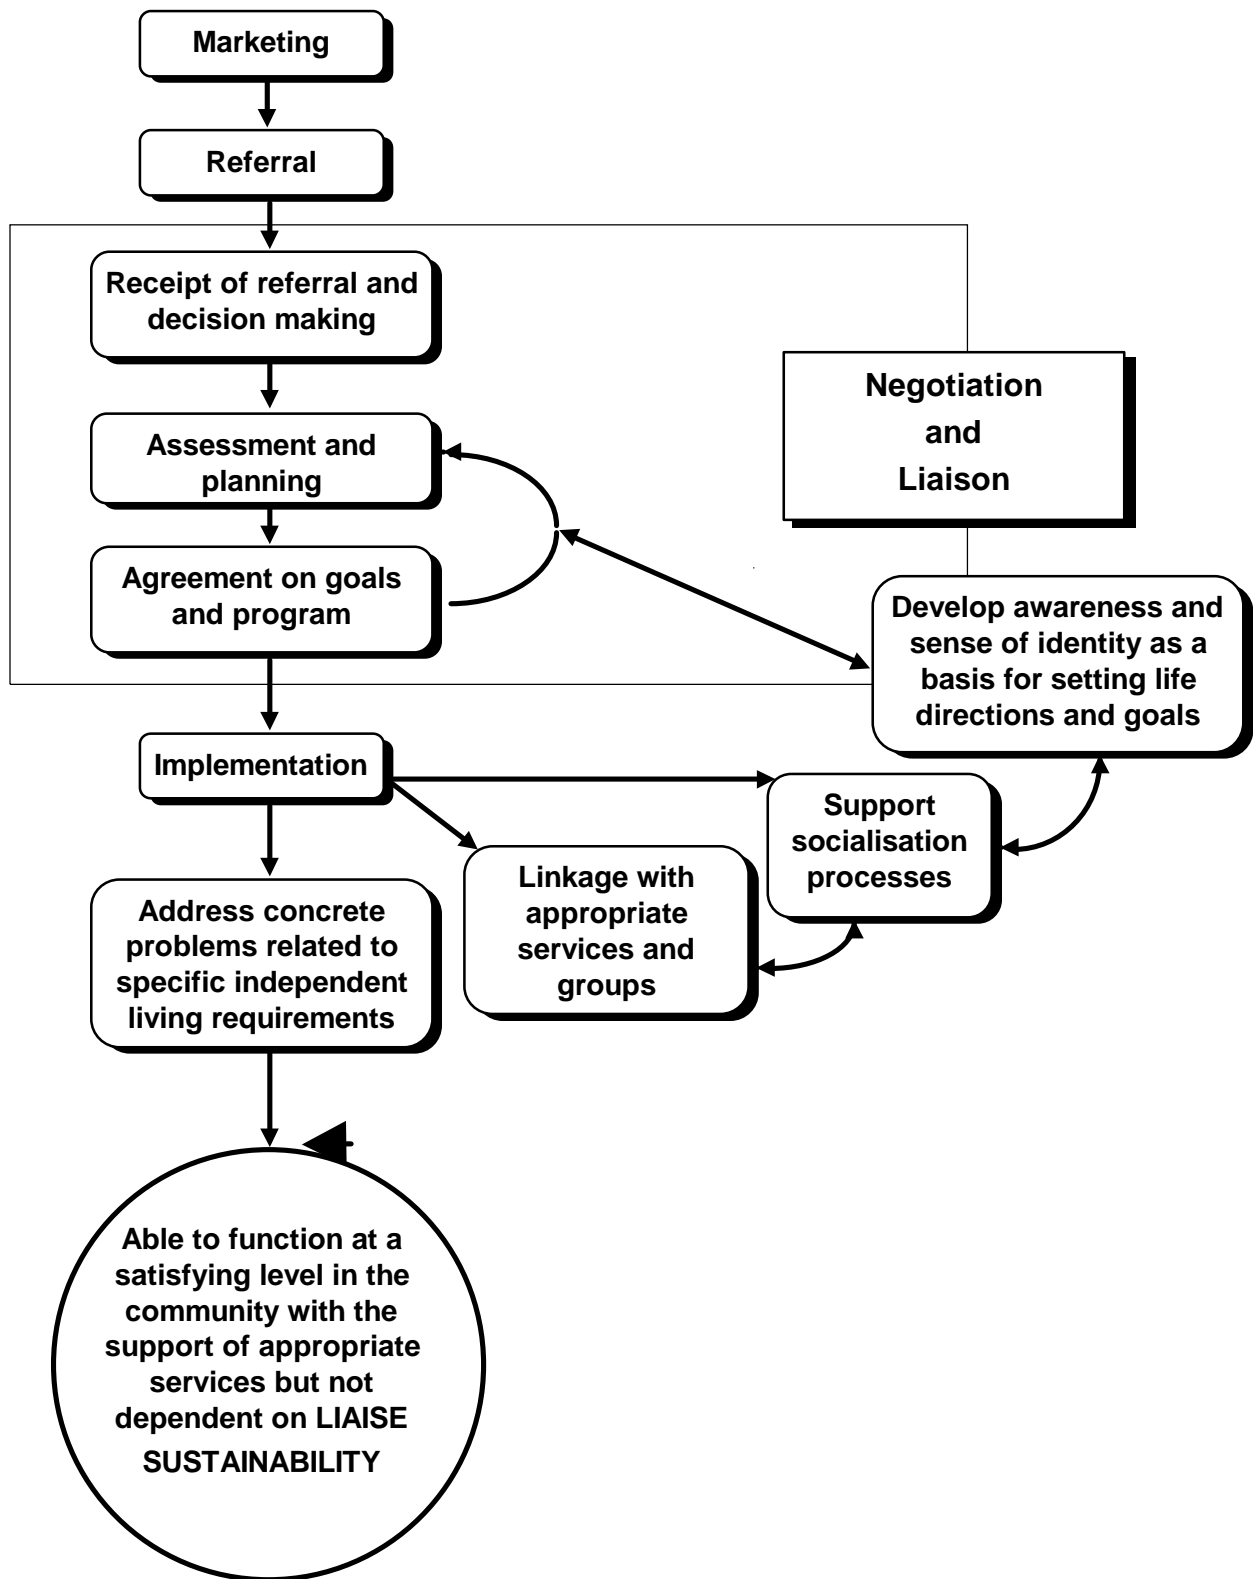 Marketing
Referral
Receipt of referral and
decision making
Assessment and
planning
Agreement on goals
and program
Negotiation
and
Liaison
Develop awareness and
sense of identity as a
basis for setting life
directions and goals
Implementation
Support
socialisation
processes
Linkage with
appropriate
services and
groups
Address concrete
problems related to
specific independent
living requirements
Able to function at a
satisfying level in the
community with the
support of appropriate
services but not
dependent on LIAISE
SUSTAINABILITY